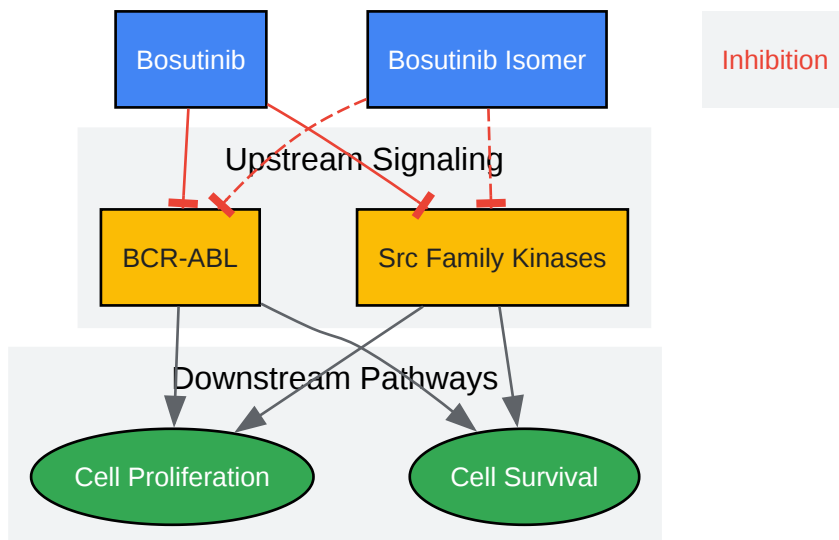 Bosutinib
Bosutinib Isomer
Inhibition
Upstream Signaling
BCR-ABL
Src Family Kinases
Downstream Pathways
Cell Proliferation
Cell Survival